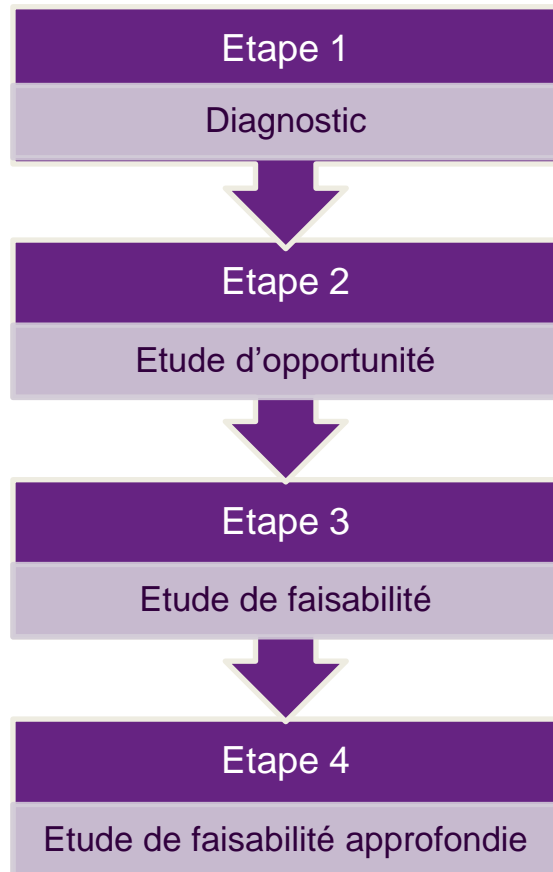 Etape 1
Diagnostic
Etape 2
Etude d’opportunité
Etape 3
Etude de faisabilité
Etape 4
Etude de faisabilité approfondie